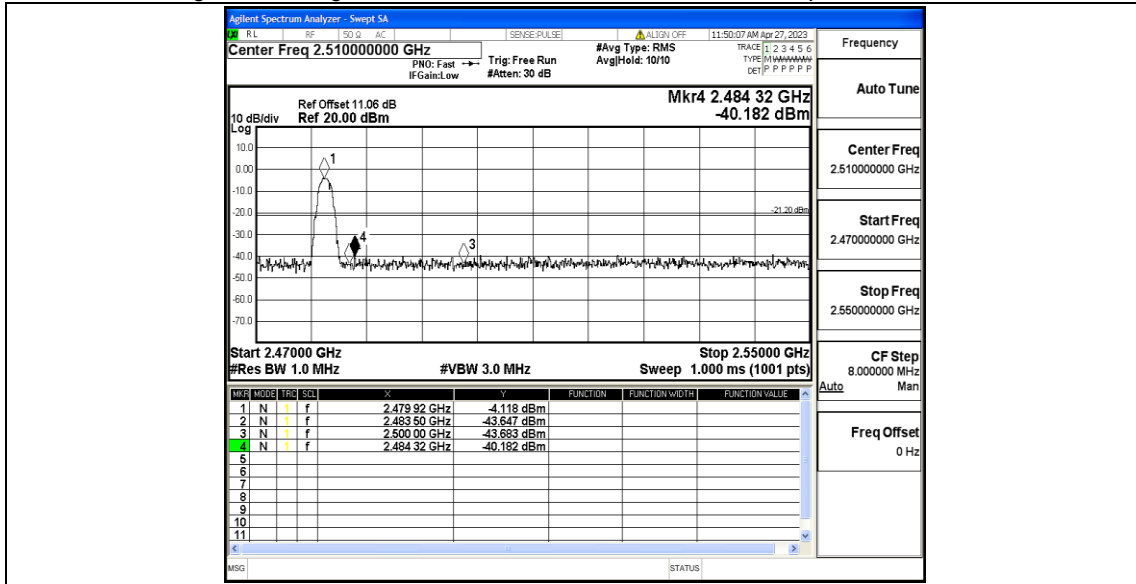 Agilent Spectrum Analyzer - Swept SA
RL RF 50 Ω AC SENSE:PULSE ALIGN OFF 11:50:07 AM Apr 27, 2023
Center Freq 2.510000000 GHz
PNO: Fast
IFGain:Low
Trig: Free Run
#Atten: 30 dB
#Avg Type: RMS
Avg|Hold: 10/10
TRACE 1 2 3 4 5 6
TYPE M WWWWW
DET P P P P P P
Ref Offset 11.06 dB
10 dB/div Ref 20.00 dBm
Log
Mkr4 2.484 32 GHz
-40.182 dBm
10.0
0.00
-10.0
-20.0
-30.0
-40.0
-50.0
-60.0
-70.0
1
4
3
-21.20 dBm
Start 2.47000 GHz Stop 2.55000 GHz
#Res BW 1.0 MHz #VBW 3.0 MHz Sweep 1.000 ms (1001 pts)
MKR MODE TRC SCL X Y FUNCTION FUNCTION WIDTH FUNCTION VALUE
1 N 1 f 2.479 92 GHz -4.118 dBm
2 N 1 f 2.483 50 GHz -43.647 dBm
3 N 1 f 2.500 00 GHz -43.683 dBm
4 N 1 f 2.484 32 GHz -40.182 dBm
5
6
7
8
9
10
11
MSG STATUS
Frequency
Auto Tune
Center Freq
2.510000000 GHz
Start Freq
2.470000000 GHz
Stop Freq
2.550000000 GHz
CF Step
8.000000 MHz
Auto Man
Freq Offset
0 Hz